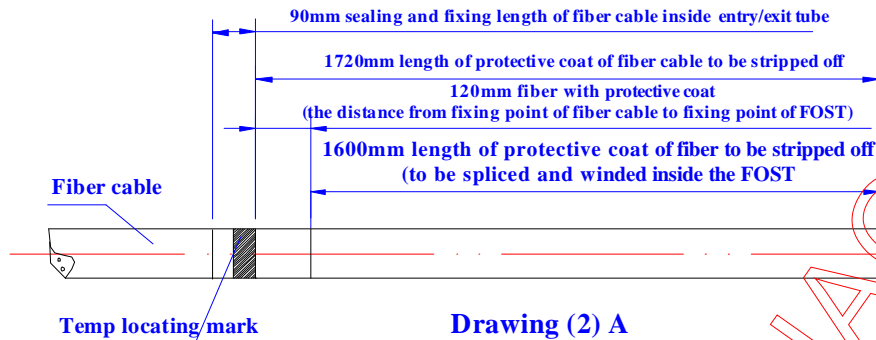 90mm sealing and fixing length of fiber cable inside entry/exit tube
1720mm length of protective coat of fiber cable to be stripped off
120mm fiber with protective coat
(the distance from fixing point of fiber cable to fixing point of FOST)
1600mm length of protective coat of fiber to be stripped off
(to be spliced and winded inside the FOST
Fiber cable
Temp locating mark
Drawing (2) A